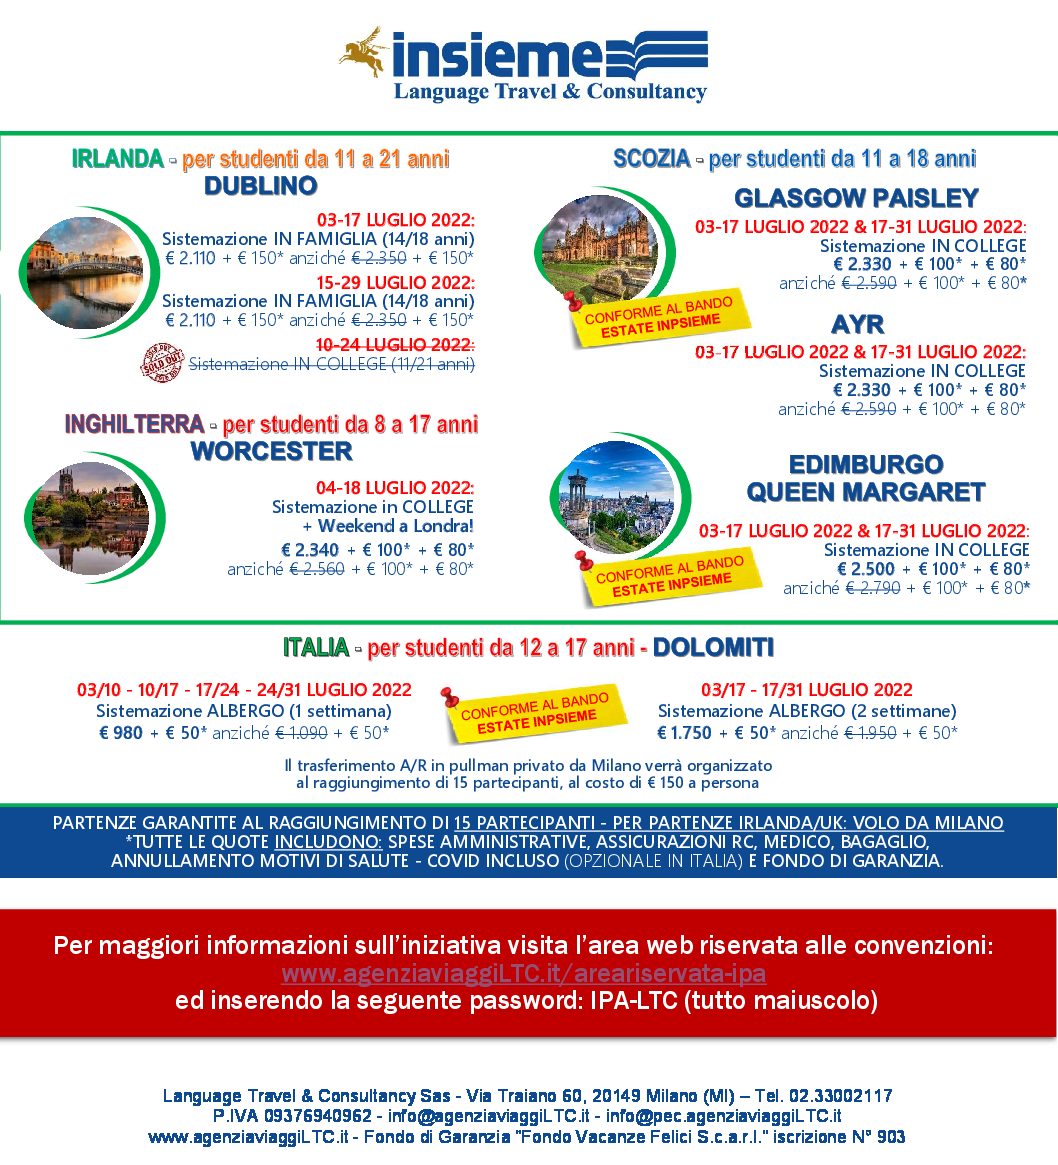 insieme
Language Travel & Consultancy
IRLANDA - per studenti da 11 a 21 anni
DUBLINO
03-17 LUGLIO 2022:
Sistemazione IN FAMIGLIA (14/18 anni)
€ 2.110 + € 150* anziché € 2.350 + € 150*
15-29 LUGLIO 2022:
Sistemazione IN FAMIGLIA (14/18 anni)
€ 2.110 + € 150* anziché € 2.350 + € 150*
10-24 LUGLIO 2022:
SOLD OUT
Sistemazione IN COLLEGE (11/21 anni)
INGHILTERRA - per studenti da 8 a 17 anni
WORCESTER
04-18 LUGLIO 2022:
Sistemazione in COLLEGE
+ Weekend a Londra!
€ 2.340 + € 100* + € 80*
anziché € 2.560 + € 100* + € 80*
SCOZIA - per studenti da 11 a 18 anni
GLASGOW PAISLEY
03-17 LUGLIO 2022 & 17-31 LUGLIO 2022:
Sistemazione IN COLLEGE
€ 2.330 + € 100* + € 80*
anziché € 2.590 + € 100* + € 80*
CONFORME AL BANDO
ESTATE INPSIEME
AYR
03-17 LUGLIO 2022 & 17-31 LUGLIO 2022:
Sistemazione IN COLLEGE
€ 2.330 + € 100* + € 80*
anziché € 2.590 + € 100* + € 80*
EDIMBURGO
QUEEN MARGARET
03-17 LUGLIO 2022 & 17-31 LUGLIO 2022:
Sistemazione IN COLLEGE
€ 2.500 + € 100* + € 80*
anziché € 2.790 + € 100* + € 80*
CONFORME AL BANDO
ESTATE INPSIEME
ITALIA - per studenti da 12 a 17 anni - DOLOMITI
03/10 - 10/17 - 17/24 - 24/31 LUGLIO 2022
Sistemazione ALBERGO (1 settimana)
€ 980 + € 50* anziché € 1.090 + € 50*
CONFORME AL BANDO
ESTATE INPSIEME
03/17 - 17/31 LUGLIO 2022
Sistemazione ALBERGO (2 settimane)
€ 1.750 + € 50* anziché € 1.950 + € 50*
Il trasferimento A/R in pullman privato da Milano verrà organizzato
al raggiungimento di 15 partecipanti, al costo di € 150 a persona
PARTENZE GARANTITE AL RAGGIUNGIMENTO DI 15 PARTECIPANTI - PER PARTENZE IRLANDA/UK: VOLO DA MILANO
*TUTTE LE QUOTE INCLUDONO: SPESE AMMINISTRATIVE, ASSICURAZIONI RC, MEDICO, BAGAGLIO,
ANNULLAMENTO MOTIVI DI SALUTE - COVID INCLUSO (OPZIONALE IN ITALIA) E FONDO DI GARANZIA.
Per maggiori informazioni sull'iniziativa visita l'area web riservata alle convenzioni:
www.agenziaviaggiLTC.it/areariservata-ipa
ed inserendo la seguente password: IPA-LTC (tutto maiuscolo)
Language Travel & Consultancy Sas - Via Traiano 60, 20149 Milano (MI) – Tel. 02.33002117
P.IVA 09376940962 - info@agenziaviaggiLTC.it - info@pec.agenziaviaggiLTC.it
www.agenziaviaggiLTC.it - Fondo di Garanzia "Fondo Vacanze Felici S.c.a.r.l." iscrizione N° 903